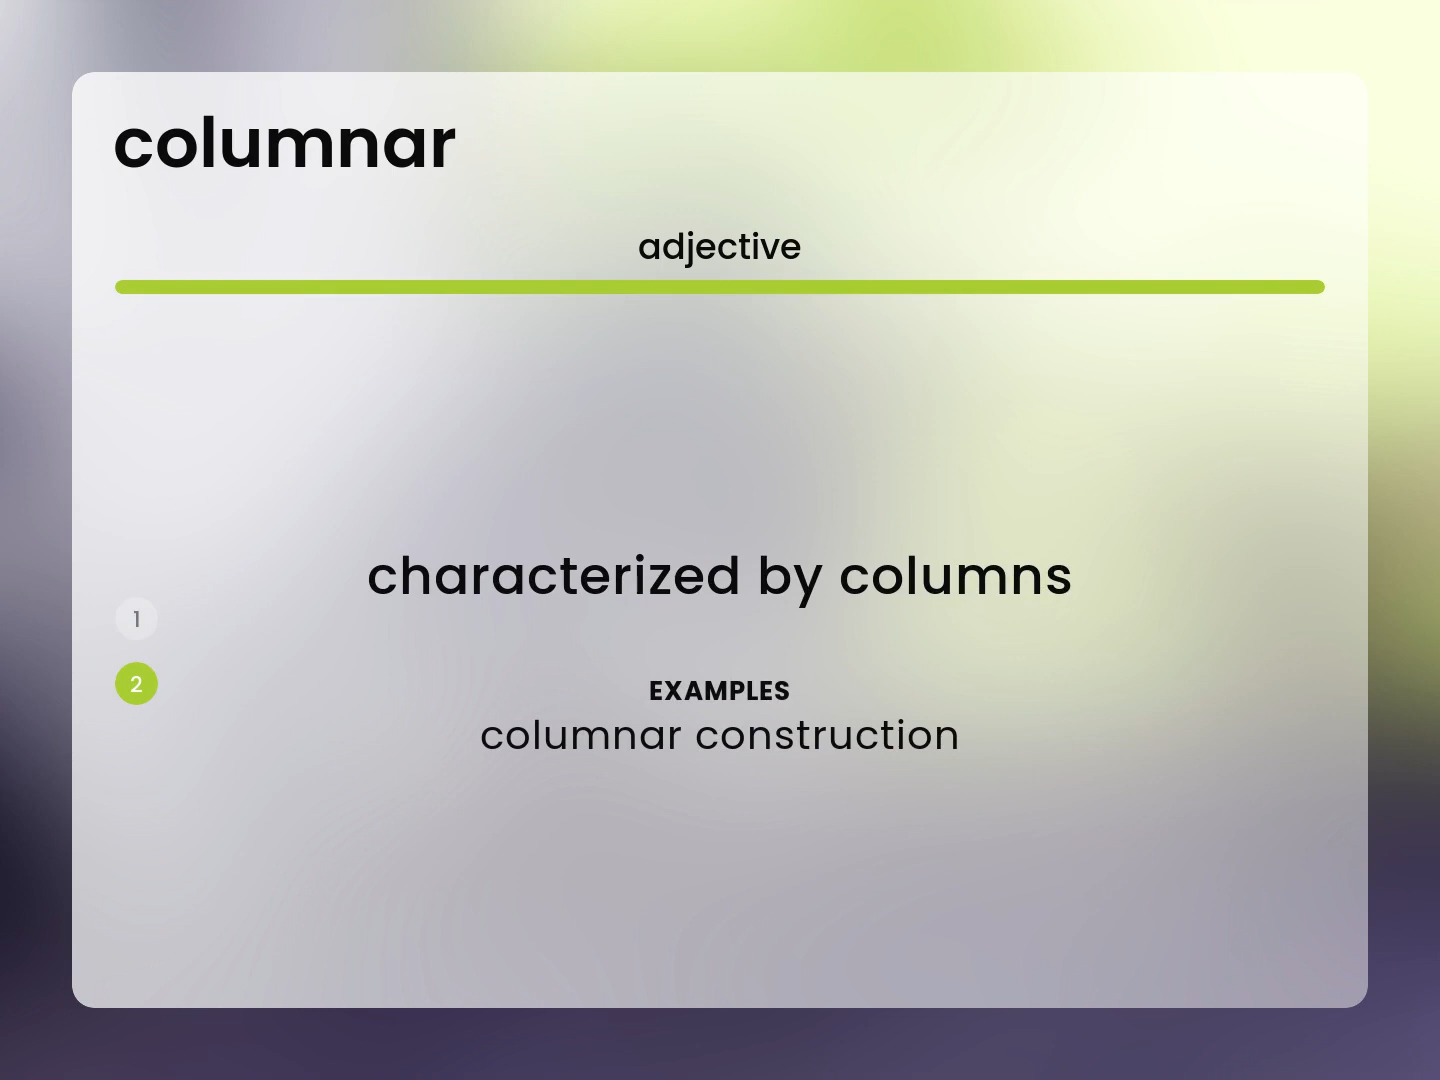 columnar
adjective
characterized by columns
1
2
EXAMPLES
columnar construction